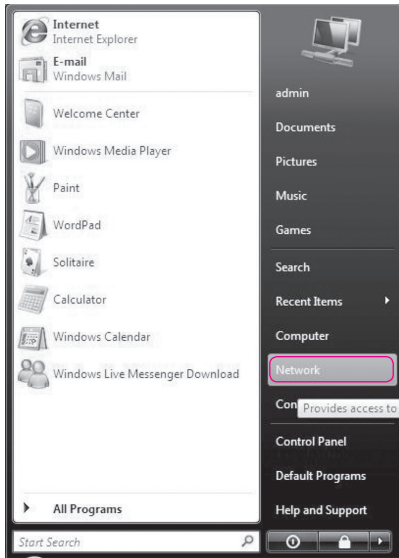 Internet
Internet Explorer
E-mail
Windows Mail
Welcome Center
Windows Media Player
Paint
WordPad
Solitaire
Calculator
Windows Calendar
Windows Live Messenger Download
All Programs
Start Search
admin
Documents
Pictures
Music
Games
Search
Recent Items
Computer
Network
Con
Provides access to
Control Panel
Default Programs
Help and Support